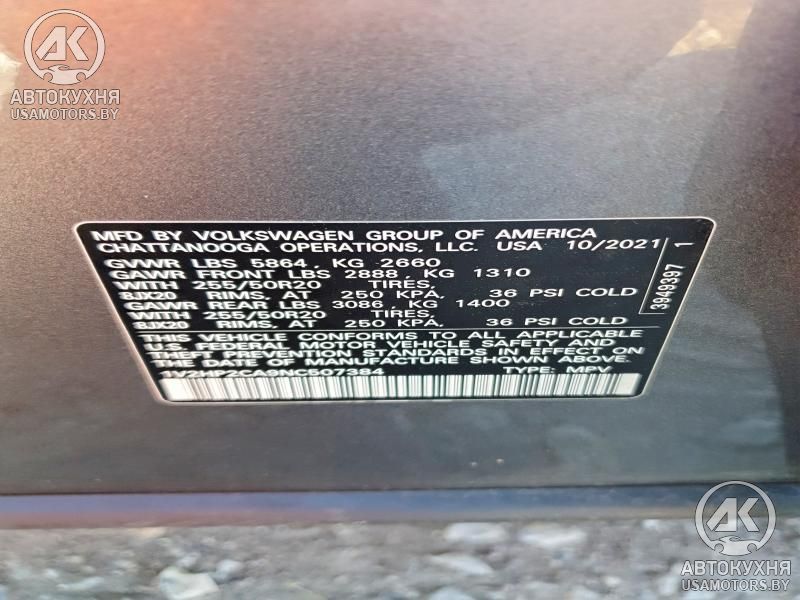 АК
АВТОКУХНЯ
USAMOTORS.BY
MFD BY VOLKSWAGEN GROUP OF AMERICA
CHATTANOOGA OPERATIONS, LLC. USA 10/2021
GVWR LBS 5864, KG 2660
GAWR FRONT LBS 2888, KG 1310
WITH 255/50R20 TIRES,
8JX20 RIMS, AT 250 KPA, 36 PSI COLD
GAWR REAR LBS 3086, KG 1400
WITH 255/50R20 TIRES,
8JX20 RIMS, AT 250 KPA, 36 PSI COLD
THIS VEHICLE CONFORMS TO ALL APPLICABLE
U.S. FEDERAL MOTOR VEHICLE SAFETY AND
THEFT PREVENTION STANDARDS IN EFFECT ON
THE DATE OF MANUFACTURE SHOWN ABOVE.
1V2HP2CA9NC507384 TYPE: MPV
3949397 1
АК
АВТОКУХНЯ
USAMOTORS.BY